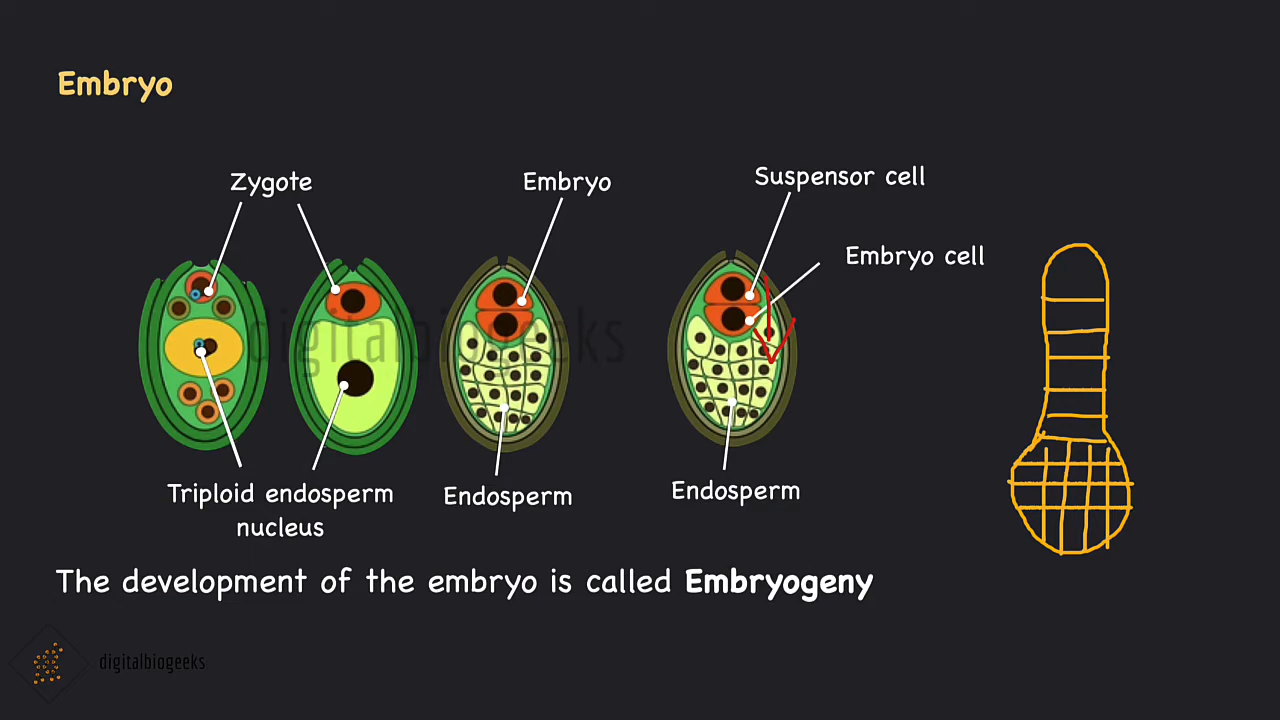 Embryo
Zygote
Embryo
Suspensor cell
Embryo cell
digitalbiogeeks
Triploid endosperm
nucleus
Endosperm
Endosperm
The development of the embryo is called Embryogeny
digitalbiogeeks